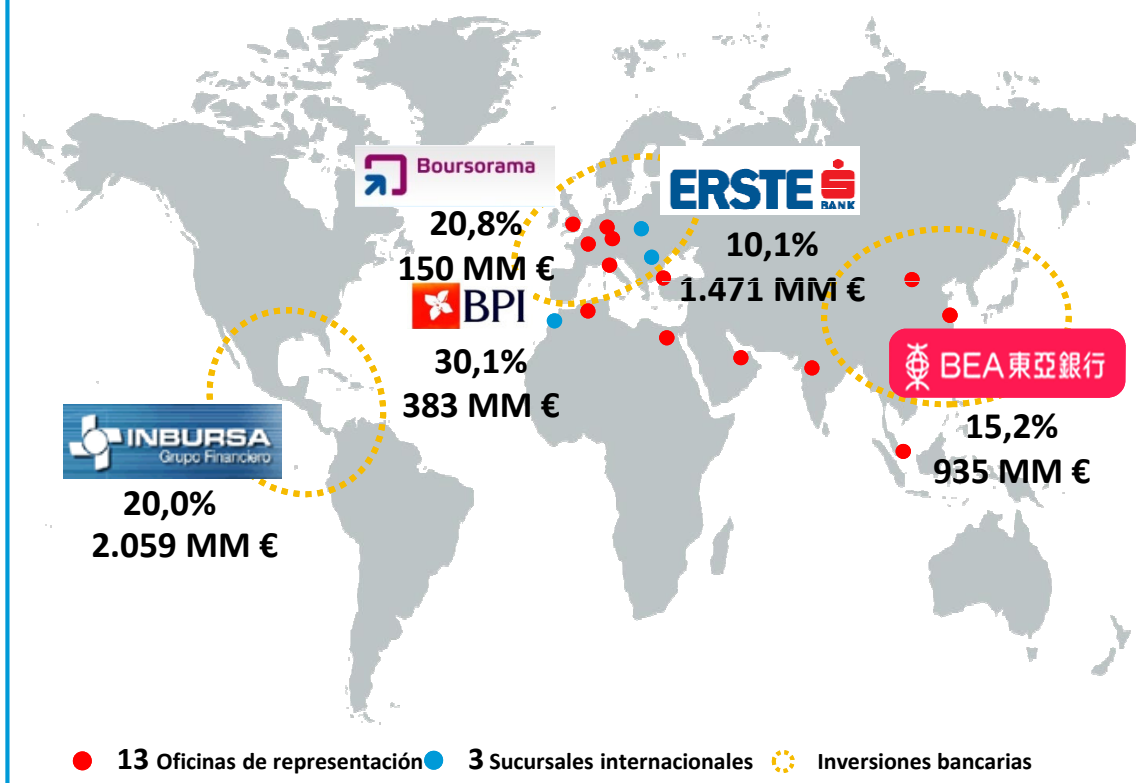 Boursorama
20,8%
150 MM €
ERSTE BANK
10,1%
1.471 MM €
BPI
30,1%
383 MM €
BEA東亞銀行
15,2%
935 MM €
INBURSA
Grupo Financiero
20,0%
2.059 MM €
13 Oficinas de representación 3 Sucursales internacionales Inversiones bancarias